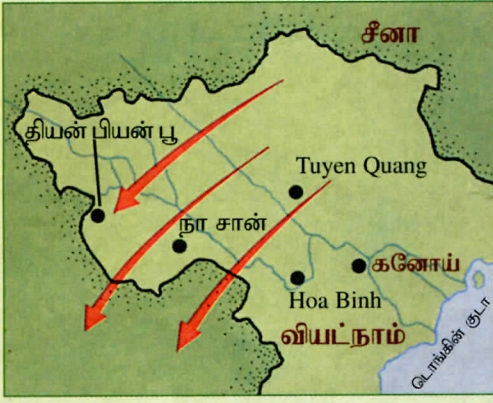 சீனா
தியன் பியன் பூ
Tuyen Quang
நா சான்
கனோய்
Hoa Binh
வியட்நாம்
டொங்கின் குடா